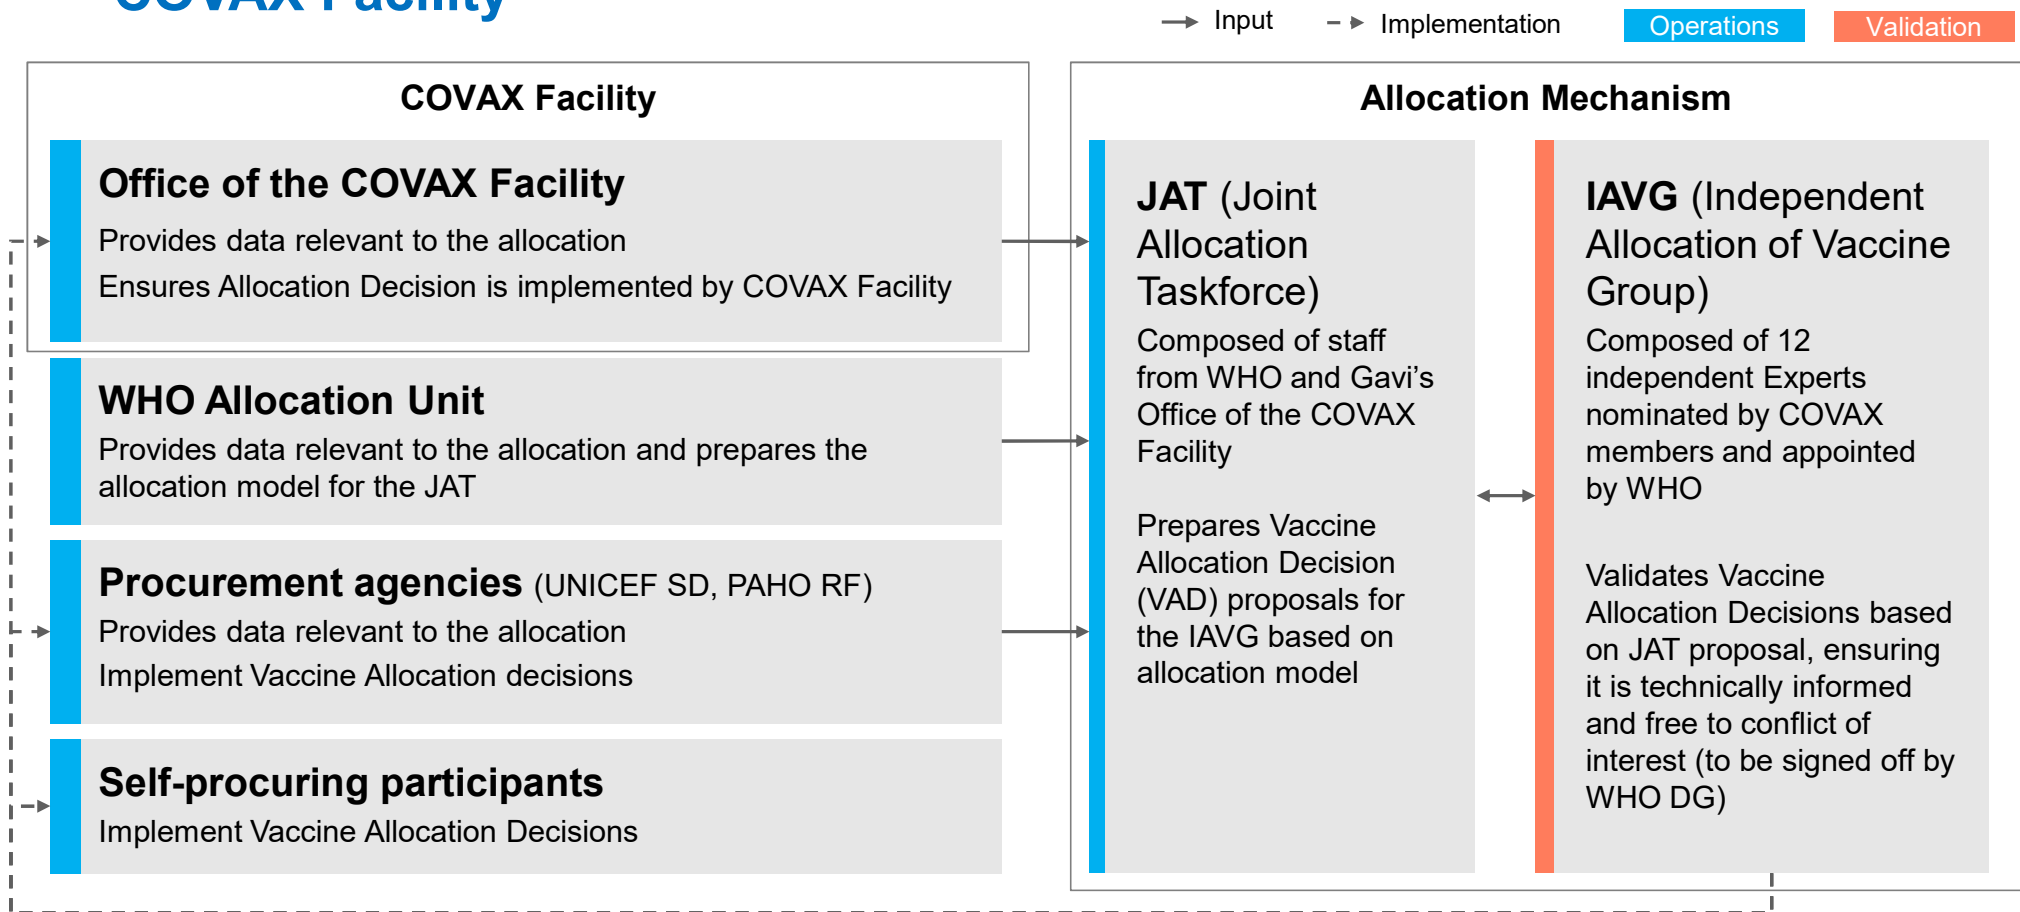 COVAX Facility
Input
Implementation
Operations
Validation
COVAX Facility
Office of the COVAX Facility
Provides data relevant to the allocation
Ensures Allocation Decision is implemented by COVAX Facility
WHO Allocation Unit
Provides data relevant to the allocation and prepares the
allocation model for the JAT
Procurement agencies (UNICEF SD, PAHO RF)
Provides data relevant to the allocation
Implement Vaccine Allocation decisions
Self-procuring participants
Implement Vaccine Allocation Decisions
Allocation Mechanism
JAT (Joint
Allocation
Taskforce)
Composed of staff
from WHO and Gavi’s
Office of the COVAX
Facility
Prepares Vaccine
Allocation Decision
(VAD) proposals for
the IAVG based on
allocation model
IAVG (Independent
Allocation of Vaccine
Group)
Composed of 12
independent Experts
nominated by COVAX
members and appointed
by WHO
Validates Vaccine
Allocation Decisions based
on JAT proposal, ensuring
it is technically informed
and free to conflict of
interest (to be signed off by
WHO DG)